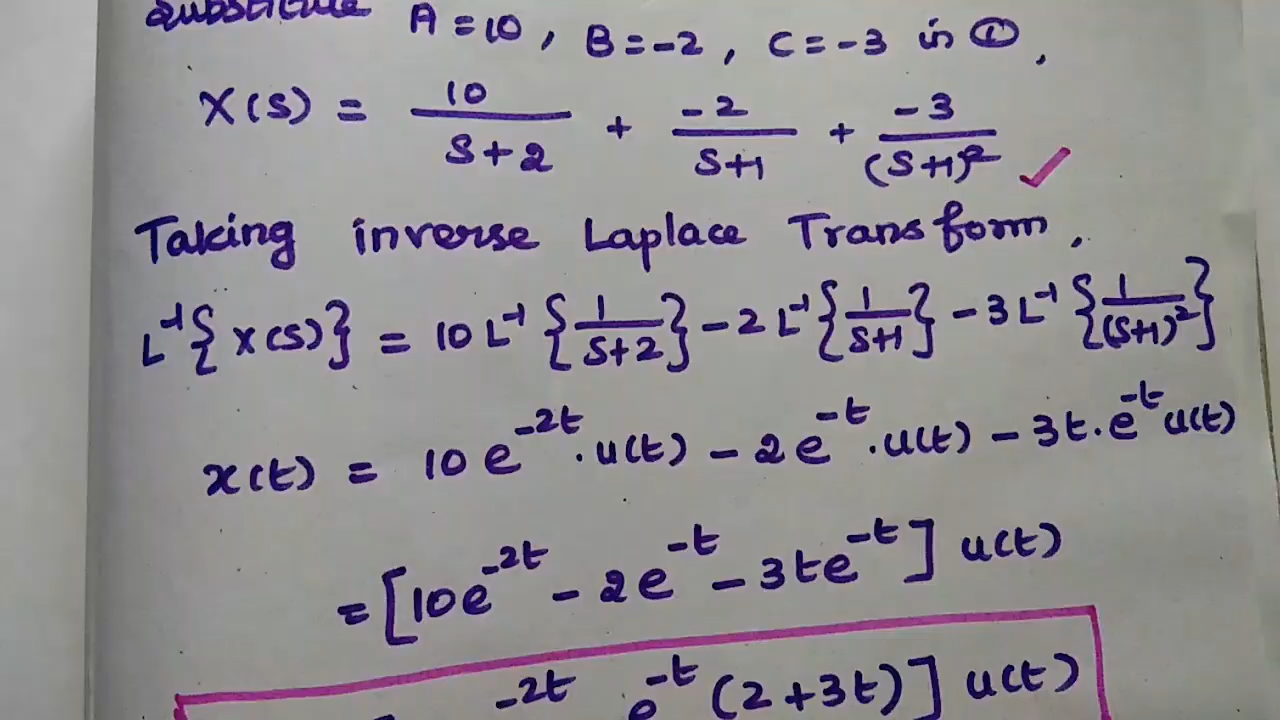 Substitute A = 10, B = -2, C = -3 in ①,
X(S) = 10/(S+2) + -2/(S+1) + -3/(S+1)² ✓
Taking inverse Laplace Transform,
L⁻¹{X(S)} = 10 L⁻¹{1/(S+2)} - 2 L⁻¹{1/(S+1)} - 3 L⁻¹{1/(S+1)²}
x(t) = 10 e^{-2t}.u(t) - 2e^{-t}.u(t) - 3t.e^{-t} u(t)
= [10e^{-2t} - 2e^{-t} - 3te^{-t}] u(t)
-2t e^{-t} (2+3t)] u(t)